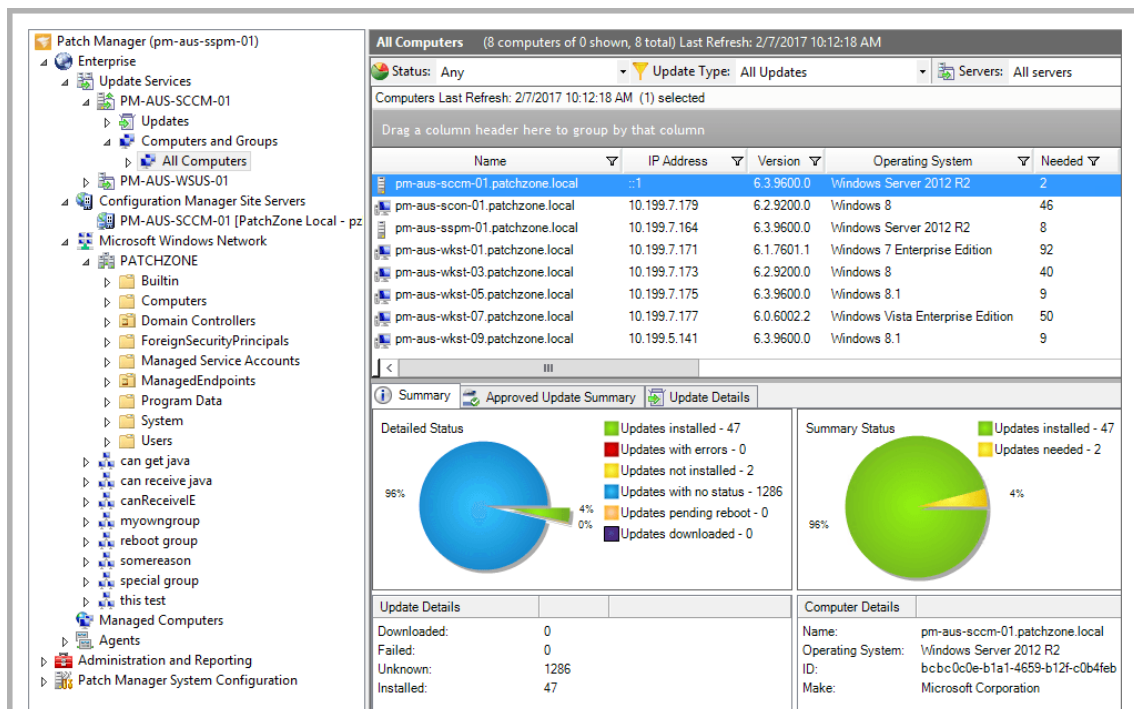 Patch Manager (pm-aus-sspm-01)
Enterprise
Update Services
PM-AUS-SCCM-01
Updates
Computers and Groups
All Computers
PM-AUS-WSUS-01
Configuration Manager Site Servers
PM-AUS-SCCM-01 [PatchZone Local - pz
Microsoft Windows Network
PATCHZONE
Builtin
Computers
Domain Controllers
ForeignSecurityPrincipals
Managed Service Accounts
ManagedEndpoints
Program Data
System
Users
can get java
can receive java
canReceiveIE
myowngroup
reboot group
somereason
special group
this test
Managed Computers
Agents
Administration and Reporting
Patch Manager System Configuration
All Computers (8 computers of 0 shown, 8 total) Last Refresh: 2/7/2017 10:12:18 AM
Status: Any Update Type: All Updates Servers: All servers
Computers Last Refresh: 2/7/2017 10:12:18 AM (1) selected
Drag a column header here to group by that column
Name IP Address Version Operating System Needed
pm-aus-sccm-01.patchzone.local ::1 6.3.9600.0 Windows Server 2012 R2 2
pm-aus-scon-01.patchzone.local 10.199.7.179 6.2.9200.0 Windows 8 46
pm-aus-sspm-01.patchzone.local 10.199.7.164 6.3.9600.0 Windows Server 2012 R2 8
pm-aus-wkst-01.patchzone.local 10.199.7.171 6.1.7601.1 Windows 7 Enterprise Edition 92
pm-aus-wkst-03.patchzone.local 10.199.7.173 6.2.9200.0 Windows 8 40
pm-aus-wkst-05.patchzone.local 10.199.7.175 6.3.9600.0 Windows 8.1 9
pm-aus-wkst-07.patchzone.local 10.199.7.177 6.0.6002.2 Windows Vista Enterprise Edition 50
pm-aus-wkst-09.patchzone.local 10.199.5.141 6.3.9600.0 Windows 8.1 9
Summary Approved Update Summary Update Details
Detailed Status
Updates installed - 47
Updates with errors - 0
Updates not installed - 2
Updates with no status - 1286
Updates pending reboot - 0
Updates downloaded - 0
96%
4%
0%
Summary Status
Updates installed - 47
Updates needed - 2
4%
96%
Update Details
Downloaded: 0
Failed: 0
Unknown: 1286
Installed: 47
Computer Details
Name: pm-aus-sccm-01.patchzone.local
Operating System: Windows Server 2012 R2
ID: bcbc0c0e-b1a1-4659-b12f-c0b4feb
Make: Microsoft Corporation